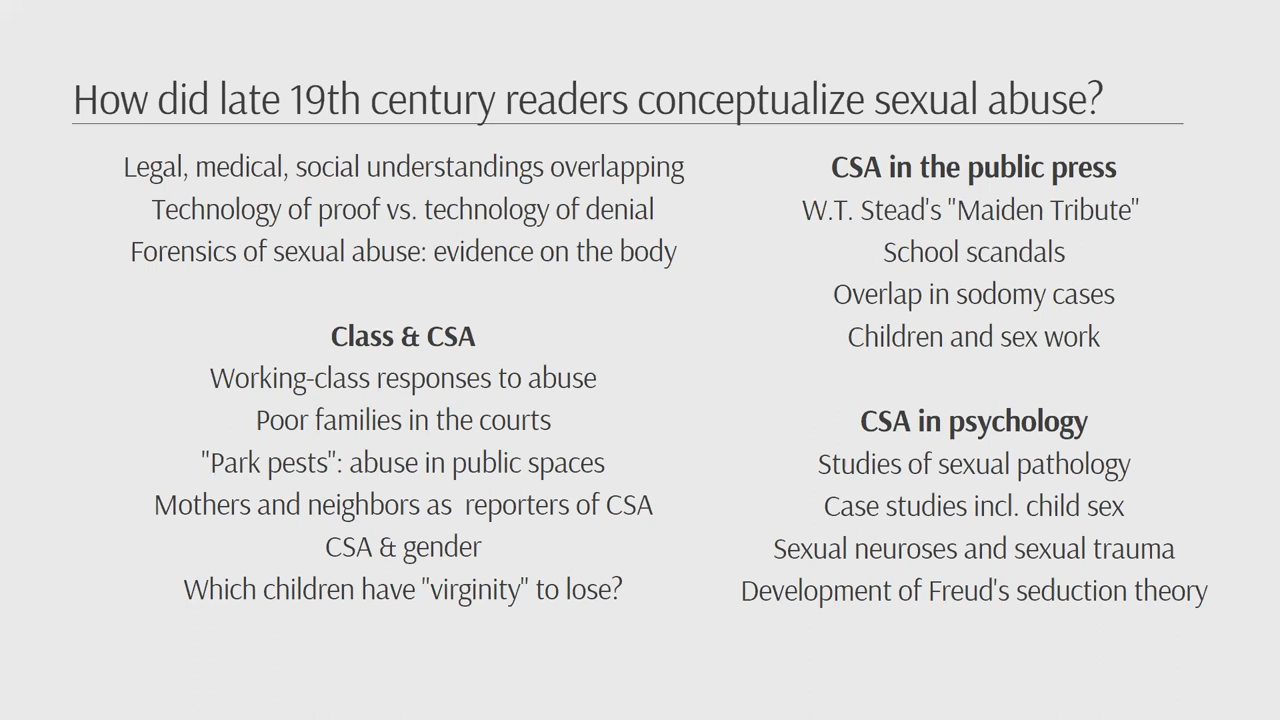 How did late 19th century readers conceptualize sexual abuse?
Legal, medical, social understandings overlapping
Technology of proof vs. technology of denial
Forensics of sexual abuse: evidence on the body
Class & CSA
Working-class responses to abuse
Poor families in the courts
"Park pests": abuse in public spaces
Mothers and neighbors as  reporters of CSA
CSA & gender
Which children have "virginity" to lose?
CSA in the public press
W.T. Stead's "Maiden Tribute"
School scandals
Overlap in sodomy cases
Children and sex work
CSA in psychology
Studies of sexual pathology
Case studies incl. child sex
Sexual neuroses and sexual trauma
Development of Freud's seduction theory